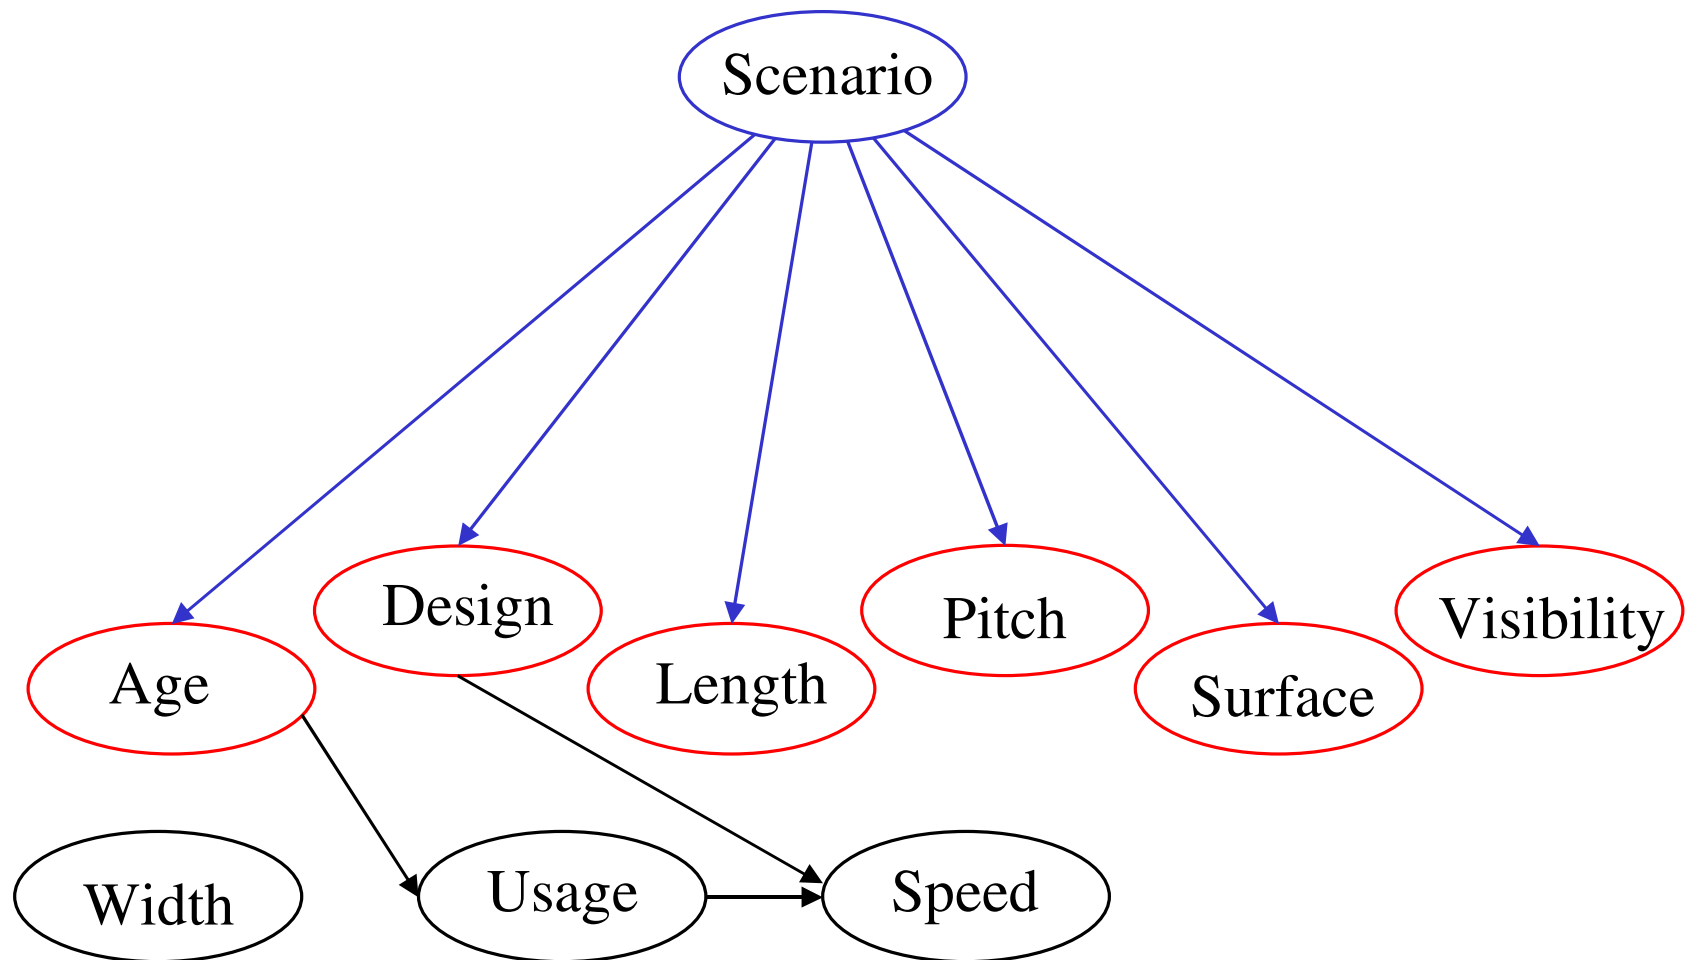 Scenario
Design
Pitch
Visibility
Age
Length
Surface
Width
Usage
Speed